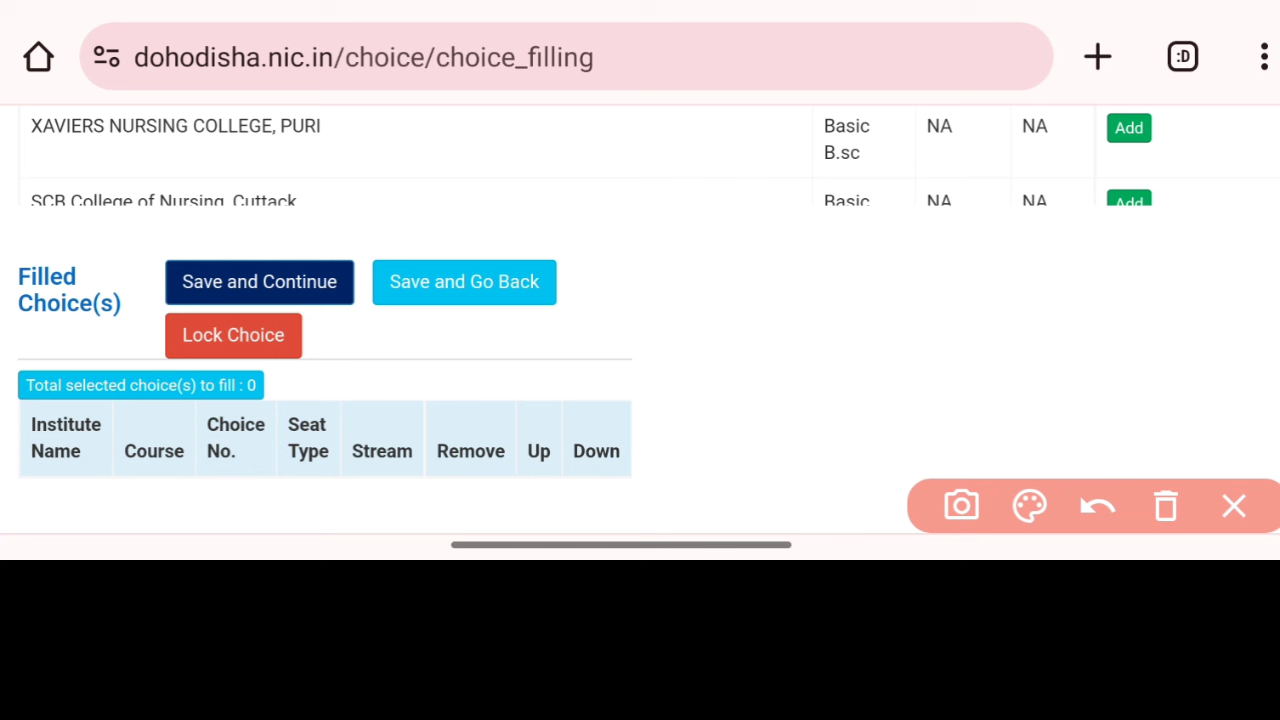 dohodisha.nic.in/choice/choice_filling
:D
XAVIERS NURSING COLLEGE, PURI
Basic
B.sc
NA
NA
Add
SCB College of Nursing, Cuttack
Basic
NA
NA
Add
Filled
Choice(s)
Save and Continue
Save and Go Back
Lock Choice
Total selected choice(s) to fill : 0
Institute
Name
Course
Choice
No.
Seat
Type
Stream
Remove
Up
Down